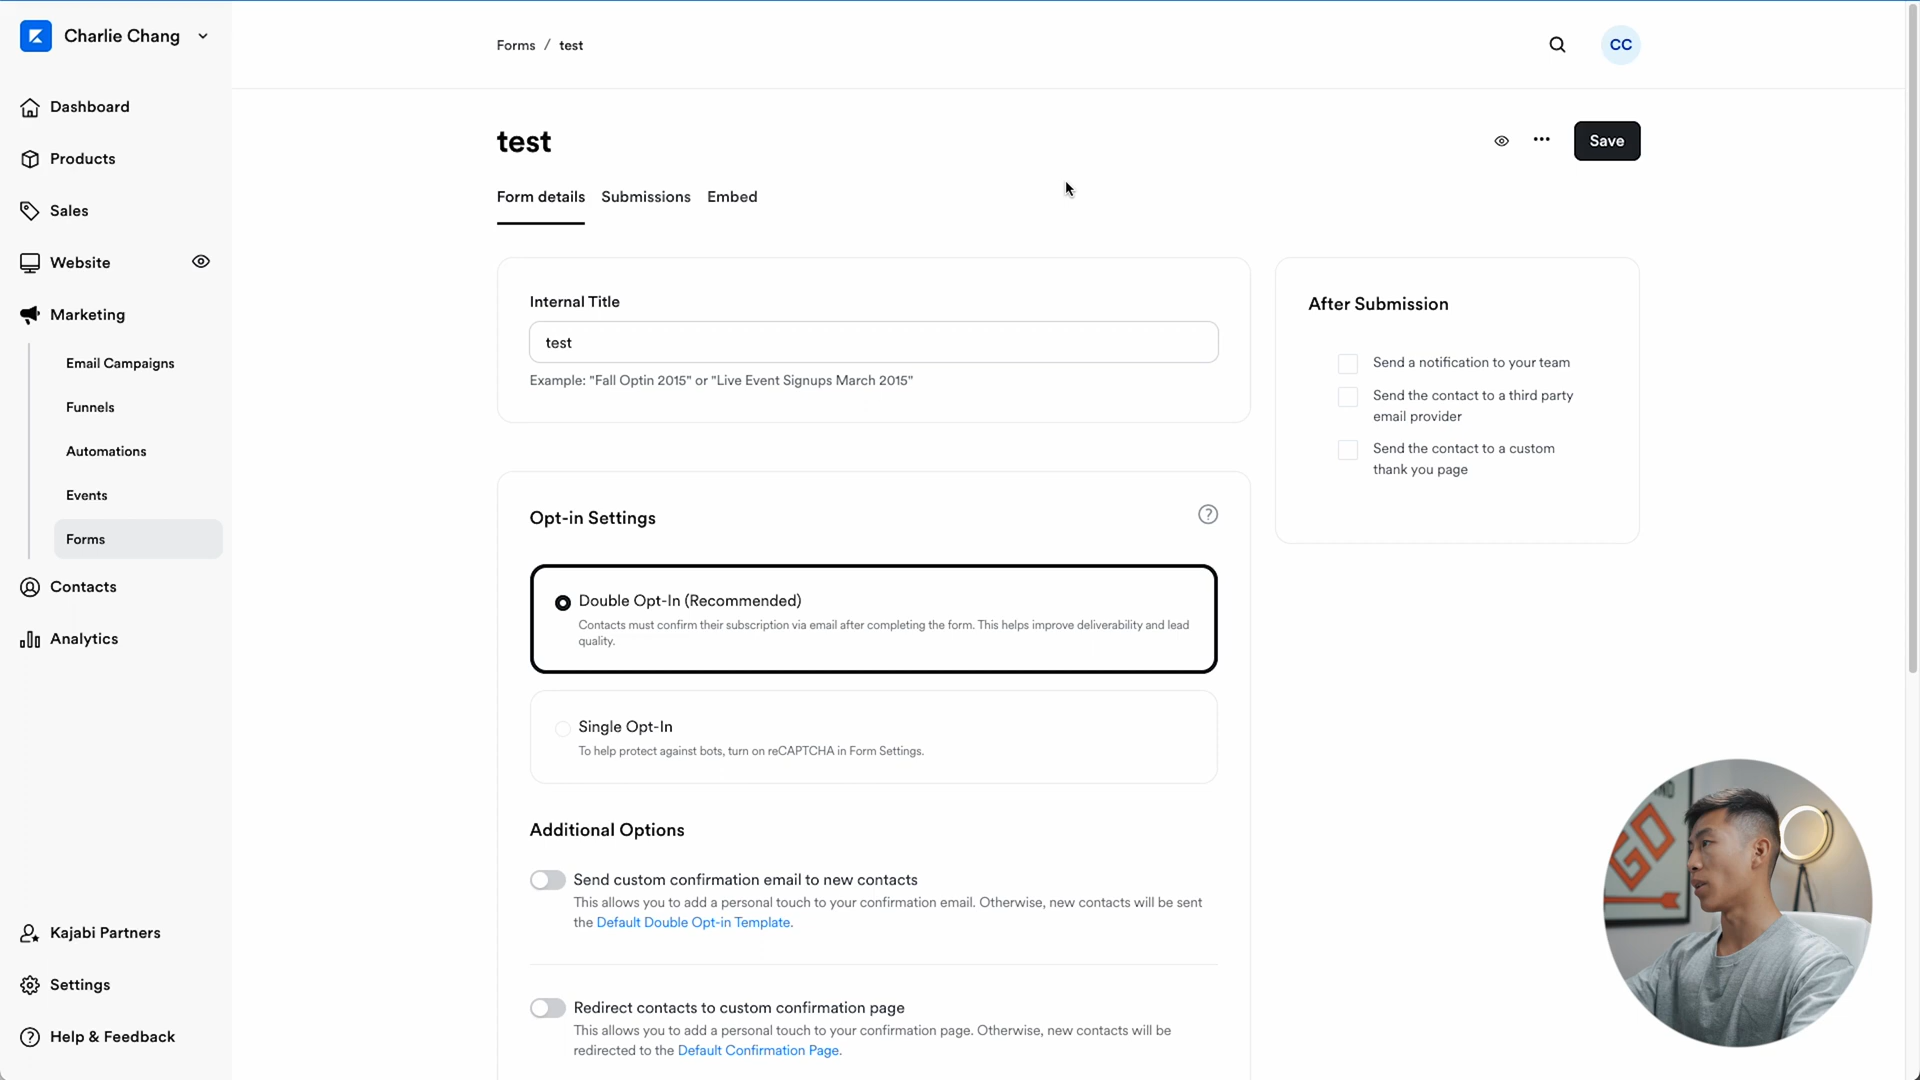 Charlie Chang
Forms / test
CC
Dashboard
Products
Sales
Website
Marketing
Email Campaigns
Funnels
Automations
Events
Forms
Contacts
Analytics
Kajabi Partners
Settings
Help & Feedback
test
Save
Form details Submissions Embed
Internal Title
test
Example: "Fall Optin 2015" or "Live Event Signups March 2015"
Opt-in Settings
Double Opt-In (Recommended)
Contacts must confirm their subscription via email after completing the form. This helps improve deliverability and lead
quality.
Single Opt-In
To help protect against bots, turn on reCAPTCHA in Form Settings.
Additional Options
Send custom confirmation email to new contacts
This allows you to add a personal touch to your confirmation email. Otherwise, new contacts will be sent
the Default Double Opt-in Template.
Redirect contacts to custom confirmation page
This allows you to add a personal touch to your confirmation page. Otherwise, new contacts will be
redirected to the Default Confirmation Page.
After Submission
Send a notification to your team
Send the contact to a third party
email provider
Send the contact to a custom
thank you page
GO